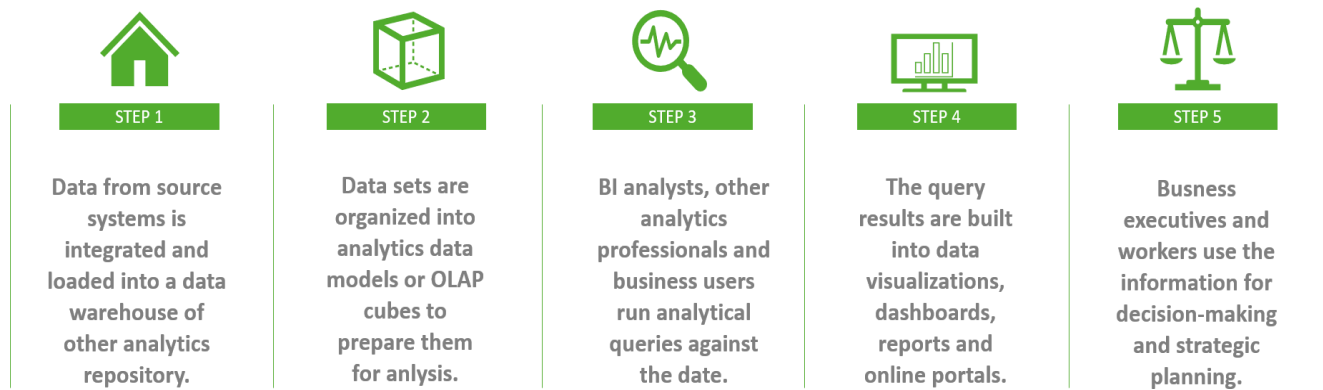 STEP 1
Data from source
systems is
integrated and
loaded into a data
warehouse of
other analytics
repository.
STEP 2
Data sets are
organized into
analytics data
models or OLAP
cubes to
prepare them
for anlysis.
STEP 3
BI analysts, other
analytics
professionals and
business users
run analytical
queries against
the date.
STEP 4
The query
results are built
into data
visualizations,
dashboards,
reports and
online portals.
STEP 5
Busness
executives and
workers use the
information for
decision-making
and strategic
planning.